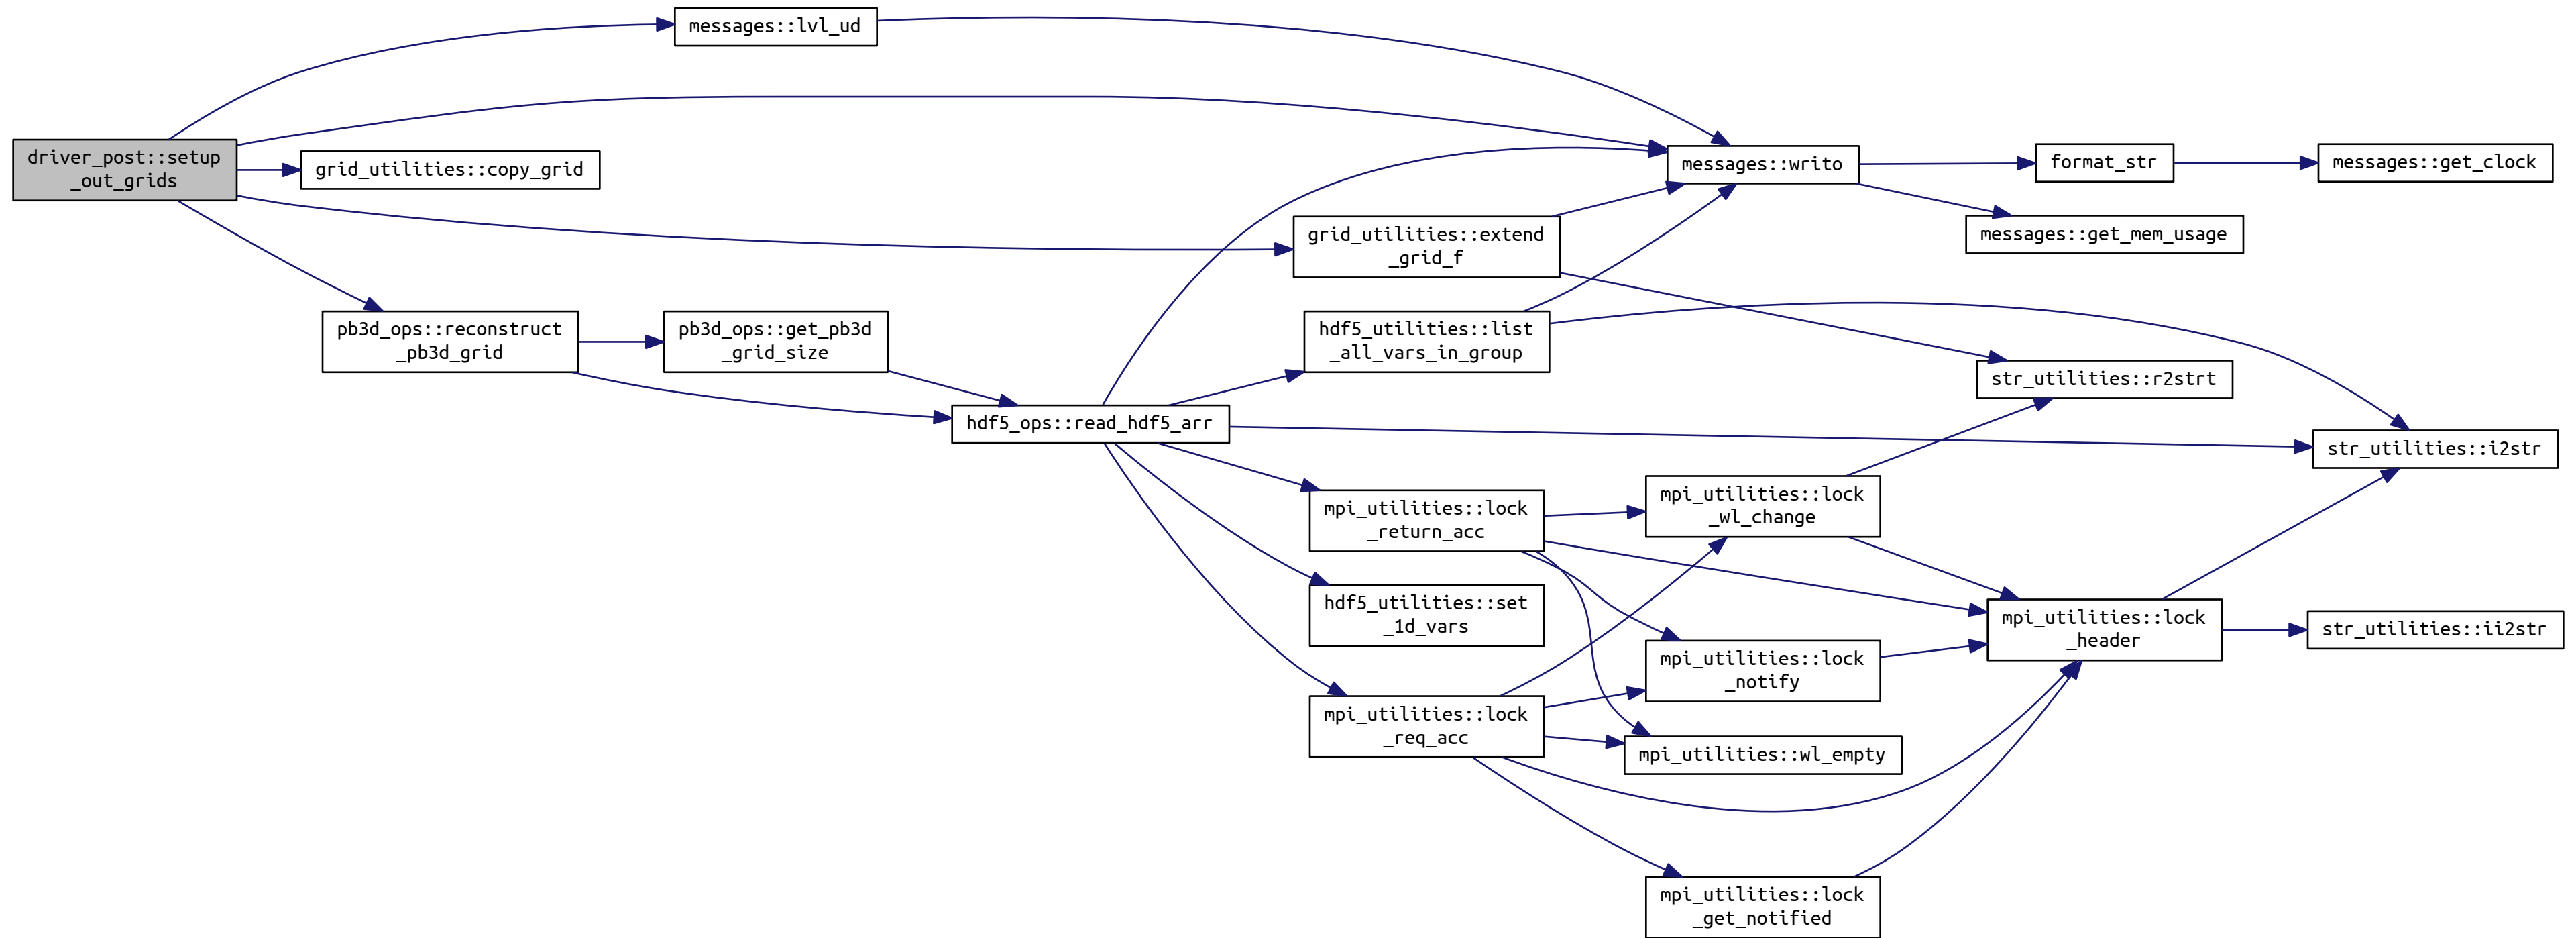 driver_post::setup
_out_grids
messages::lvl_ud
grid_utilities::copy_grid
pb3d_ops::reconstruct
_pb3d_grid
pb3d_ops::get_pb3d
_grid_size
hdf5_ops::read_hdf5_arr
grid_utilities::extend
_grid_f
hdf5_utilities::list
_all_vars_in_group
mpi_utilities::lock
_return_acc
hdf5_utilities::set
_1d_vars
mpi_utilities::lock
_req_acc
messages::writo
mpi_utilities::lock
_wl_change
mpi_utilities::lock
_notify
mpi_utilities::wl_empty
mpi_utilities::lock
_get_notified
format_str
messages::get_mem_usage
str_utilities::r2strt
mpi_utilities::lock
_header
messages::get_clock
str_utilities::i2str
str_utilities::ii2str